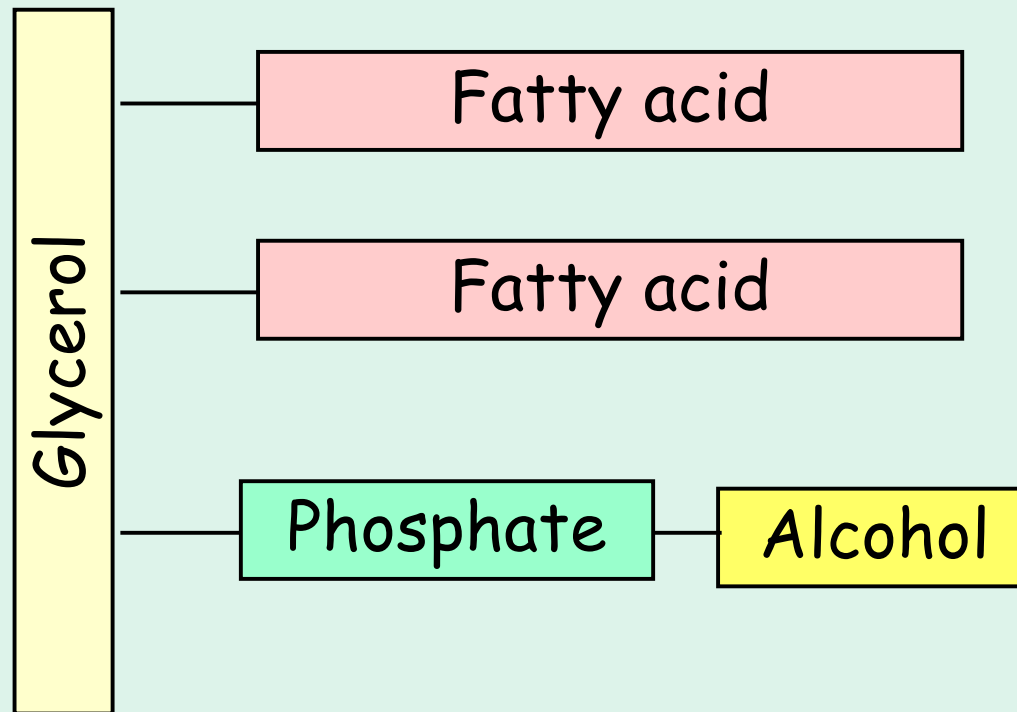 Glycerol
Fatty acid
Fatty acid
Phosphate
Alcohol